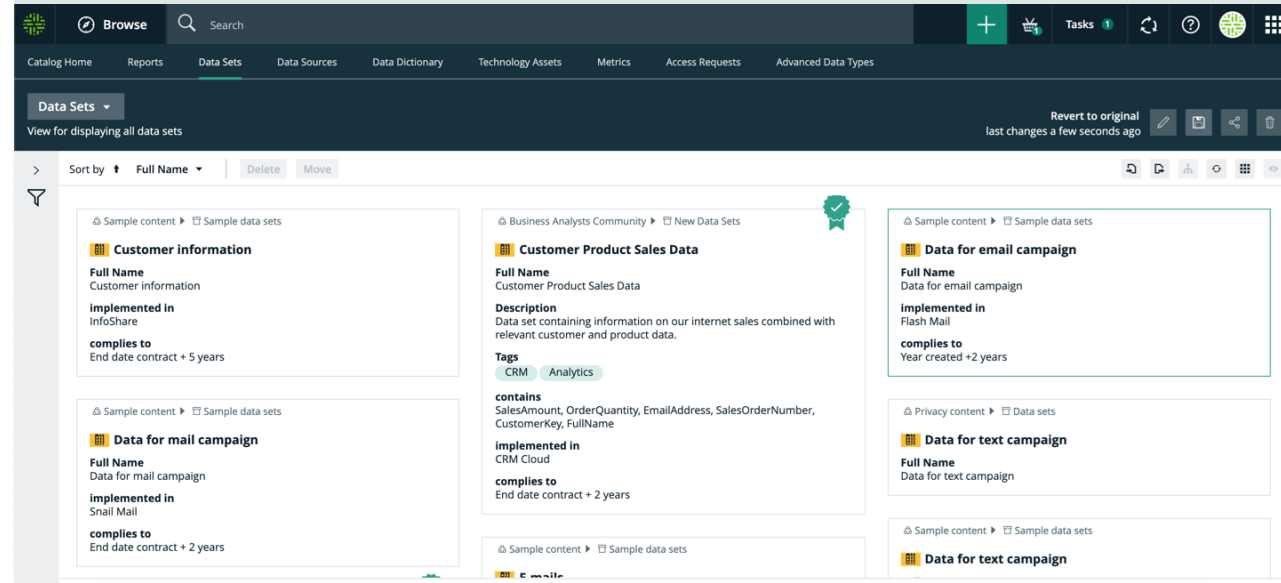 Browse
Search
Tasks 1
1
Catalog Home
Reports
Data Sets
Data Sources
Data Dictionary
Technology Assets
Metrics
Access Requests
Advanced Data Types
Data Sets
View for displaying all data sets
Revert to original
last changes a few seconds ago
Sort by
Full Name
Delete
Move
Sample content
Sample data sets
Customer information
Full Name
Customer information
implemented in
InfoShare
complies to
End date contract + 5 years
Sample content
Sample data sets
Data for mail campaign
Full Name
Data for mail campaign
implemented in
Snail Mail
complies to
End date contract + 2 years
Business Analysts Community
New Data Sets
Customer Product Sales Data
Full Name
Customer Product Sales Data
Description
Data set containing information on our internet sales combined with
relevant customer and product data.
Tags
CRM
Analytics
contains
SalesAmount, OrderQuantity, EmailAddress, SalesOrderNumber,
CustomerKey, FullName
implemented in
CRM Cloud
complies to
End date contract + 2 years
Sample content
Sample data sets
E-mails
Sample content
Sample data sets
Data for email campaign
Full Name
Data for email campaign
implemented in
Flash Mail
complies to
Year created +2 years
Privacy content
Data sets
Data for text campaign
Full Name
Data for text campaign
Sample content
Sample data sets
Data for text campaign